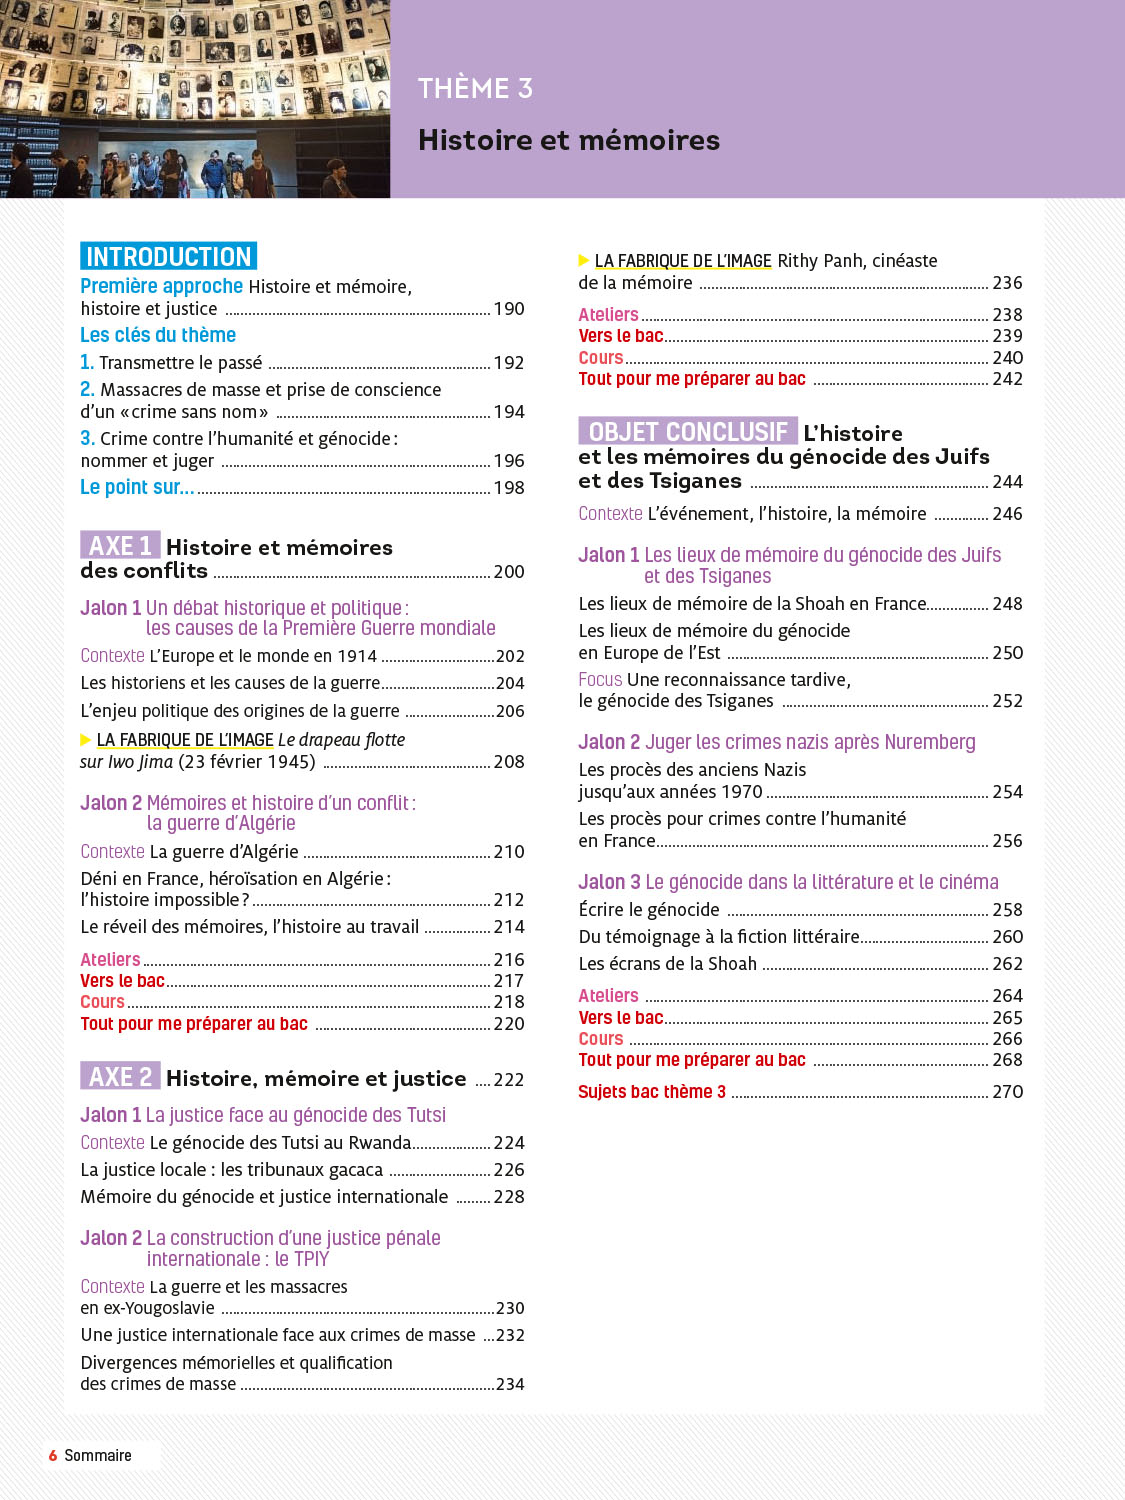 THÈME 3
Histoire et mémoires
INTRODUCTION
Première approche Histoire et mémoire,
histoire et justice ........ 190
Les clés du thème
1. Transmettre le passé ........ 192
2. Massacres de masse et prise de conscience
d'un «crime sans nom» ........ 194
3. Crime contre l'humanité et génocide :
nommer et juger ........ 196
Le point sur... ........ 198
AXE 1 Histoire et mémoires
des conflits ........ 200
Jalon 1 Un débat historique et politique :
les causes de la Première Guerre mondiale
Contexte L'Europe et le monde en 1914 ........ 202
Les historiens et les causes de la guerre ........ 204
L'enjeu politique des origines de la guerre ........ 206
LA FABRIQUE DE L'IMAGE Le drapeau flotte
sur Iwo Jima (23 février 1945) ........ 208
Jalon 2 Mémoires et histoire d'un conflit :
la guerre d'Algérie
Contexte La guerre d'Algérie ........ 210
Déni en France, héroïsation en Algérie :
l'histoire impossible ? ........ 212
Le réveil des mémoires, l'histoire au travail ........ 214
Ateliers ........ 216
Vers le bac ........ 217
Cours ........ 218
Tout pour me préparer au bac ........ 220
AXE 2 Histoire, mémoire et justice .... 222
Jalon 1 La justice face au génocide des Tutsi
Contexte Le génocide des Tutsi au Rwanda ........ 224
La justice locale : les tribunaux gacaca ........ 226
Mémoire du génocide et justice internationale ........ 228
Jalon 2 La construction d'une justice pénale
internationale : le TPIY
Contexte La guerre et les massacres
en ex-Yougoslavie ........ 230
Une justice internationale face aux crimes de masse ... 232
Divergences mémorielles et qualification
des crimes de masse ........ 234
LA FABRIQUE DE L'IMAGE Rithy Panh, cinéaste
de la mémoire ........ 236
Ateliers ........ 238
Vers le bac ........ 239
Cours ........ 240
Tout pour me préparer au bac ........ 242
OBJET CONCLUSIF L'histoire
et les mémoires du génocide des Juifs
et des Tsiganes ........ 244
Contexte L'événement, l'histoire, la mémoire ........ 246
Jalon 1 Les lieux de mémoire du génocide des Juifs
et des Tsiganes
Les lieux de mémoire de la Shoah en France ........ 248
Les lieux de mémoire du génocide
en Europe de l'Est ........ 250
Focus Une reconnaissance tardive,
le génocide des Tsiganes ........ 252
Jalon 2 Juger les crimes nazis après Nuremberg
Les procès des anciens Nazis
jusqu'aux années 1970 ........ 254
Les procès pour crimes contre l'humanité
en France ........ 256
Jalon 3 Le génocide dans la littérature et le cinéma
Écrire le génocide ........ 258
Du témoignage à la fiction littéraire ........ 260
Les écrans de la Shoah ........ 262
Ateliers ........ 264
Vers le bac ........ 265
Cours ........ 266
Tout pour me préparer au bac ........ 268
Sujets bac thème 3 ........ 270
6 Sommaire